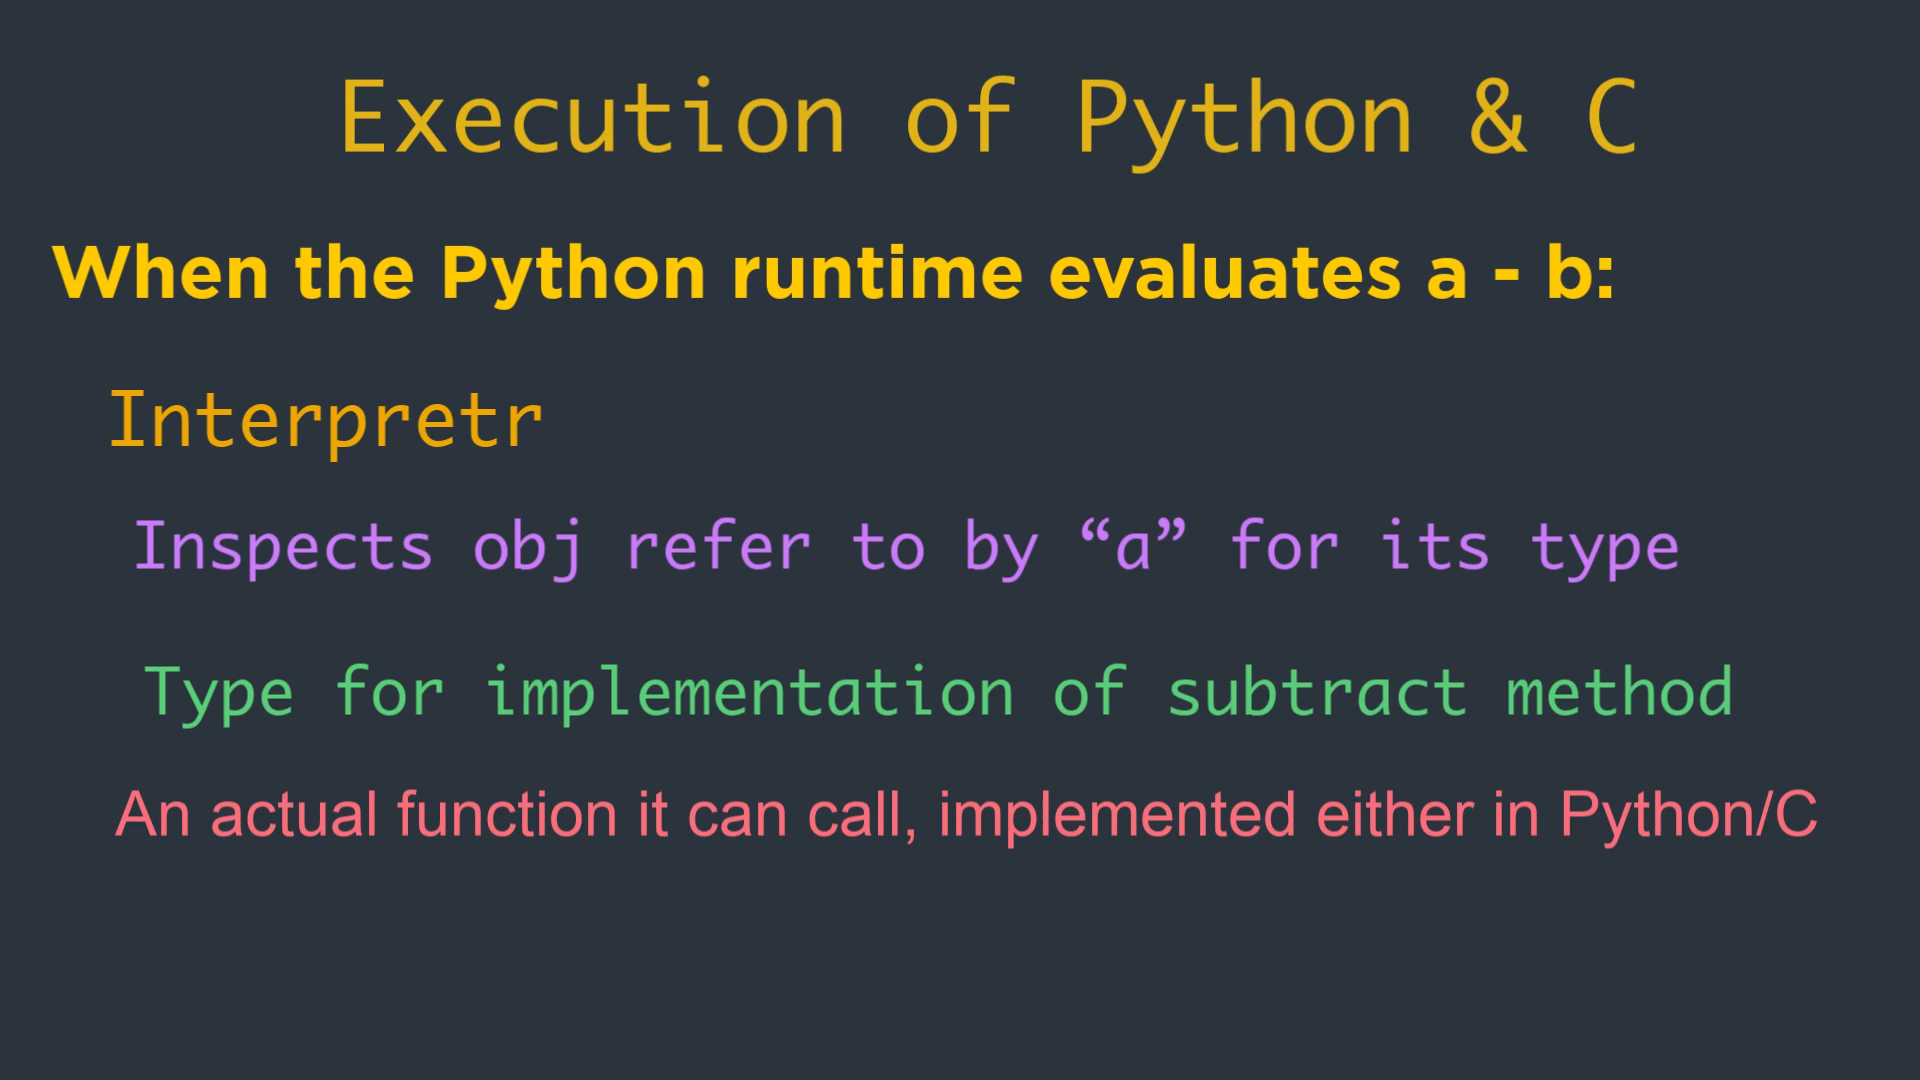 Execution of Python & C
When the Python runtime evaluates a - b:
Interpretr
Inspects obj refer to by “a” for its type
Type for implementation of subtract method
An actual function it can call, implemented either in Python/C